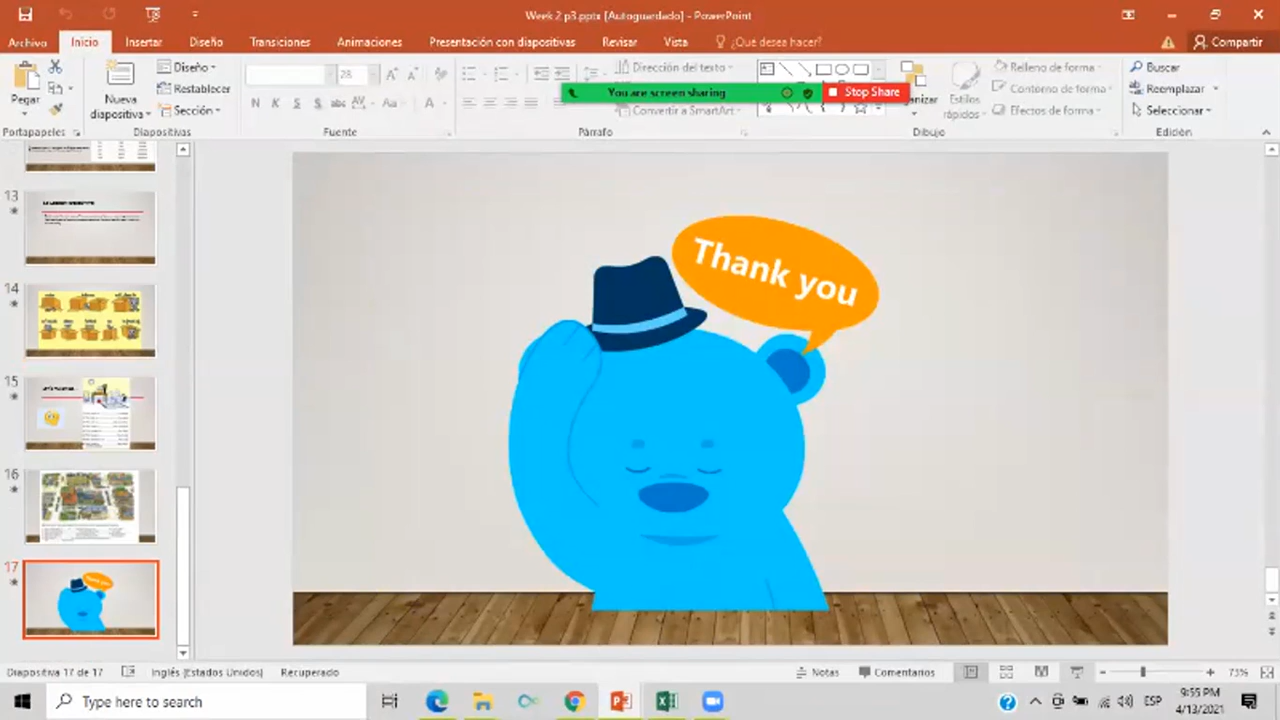 Week 2 p3.pptx [Autoguardado] - PowerPoint
Archivo Inicio Insertar Diseño Transiciones Animaciones Presentación con diapositivas Revisar Vista ¿Qué desea hacer? Compartir
Pegar
Nueva diapositiva
Diseño
Restablecer
Sección
28
N K S S abc AV Aa A
Dirección del texto
You are screen sharing Stop Share
Convertir a SmartArt
Estilos rápidos
Relleno de forma
Contorno de forma
Efectos de forma
Buscar
Reemplazar
Seleccionar
Portapapeles Diapositivas Fuente Párrafo Dibujo Edición
13
14
15
16
17
Thank you
Diapositiva 17 de 17 Inglés (Estados Unidos) Recuperado Notas Comentarios 73%
Type here to search ESP 9:55 PM
4/13/2021